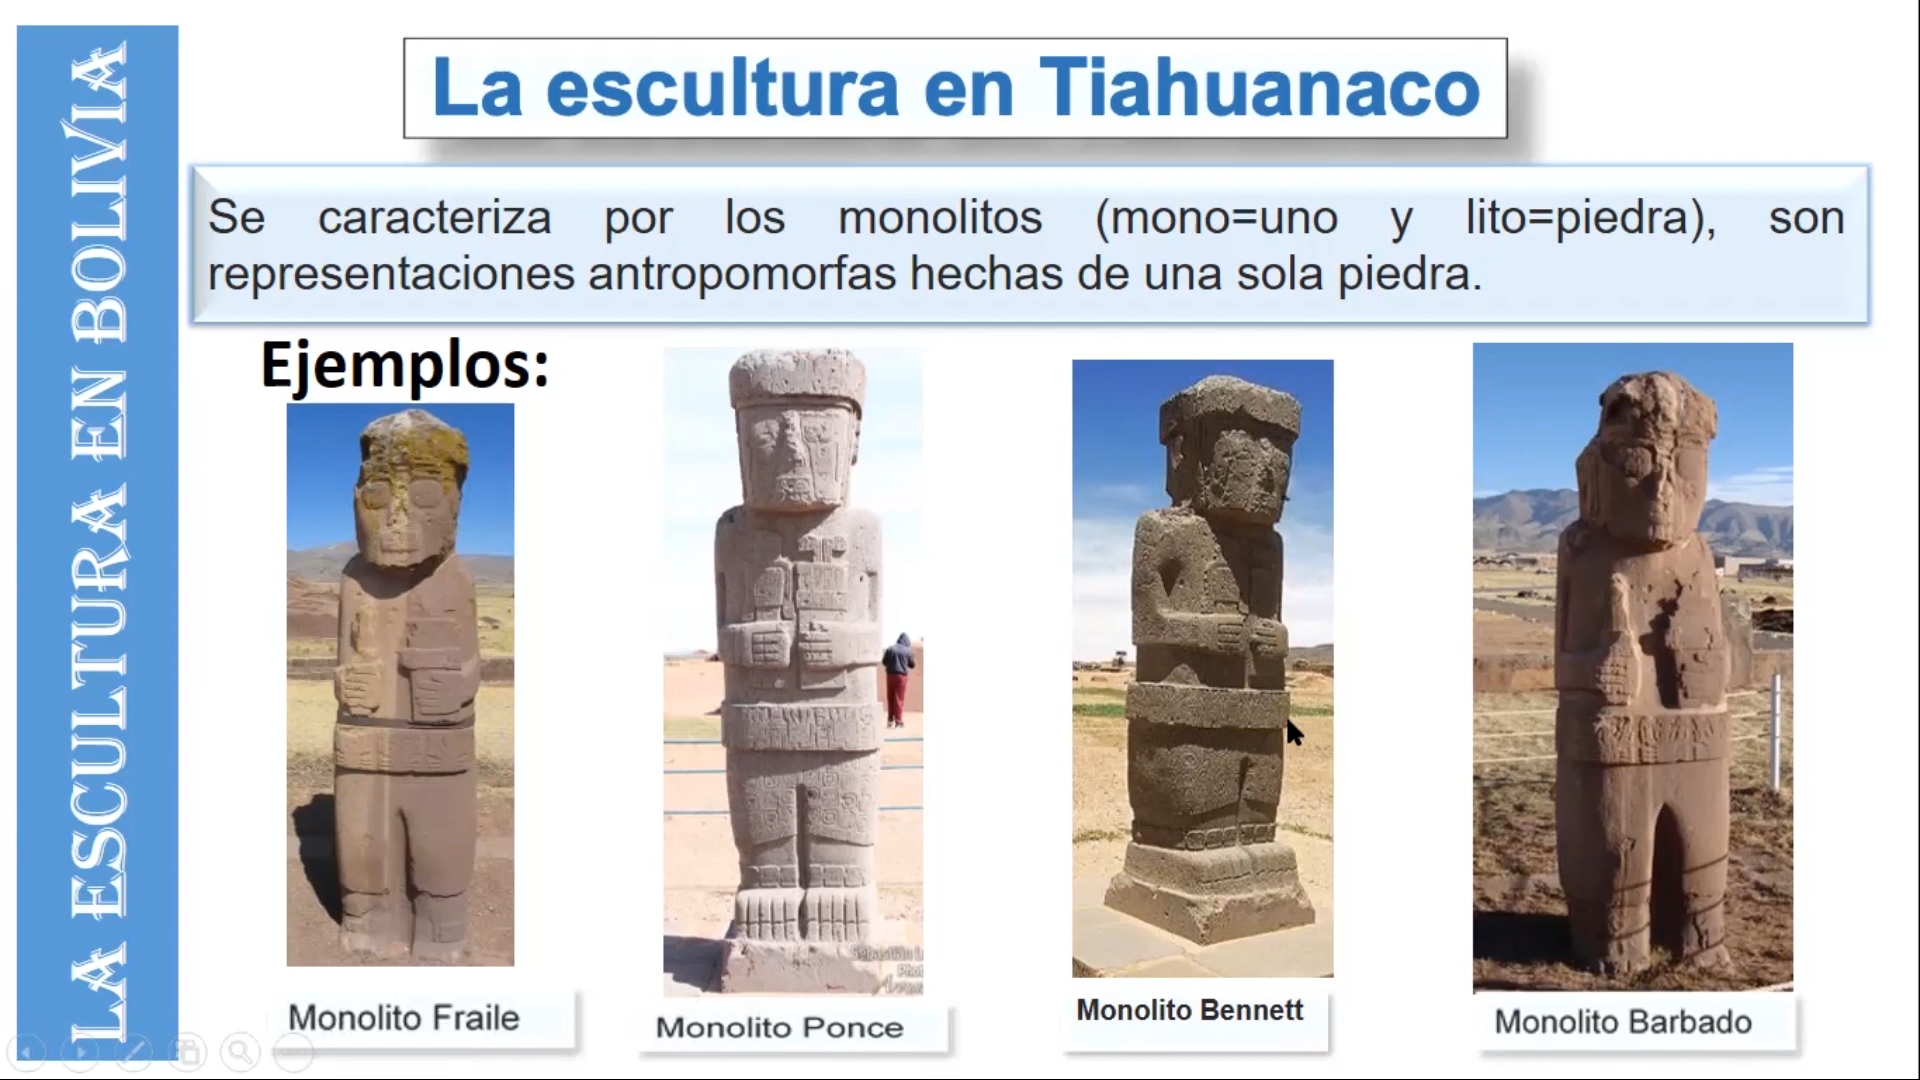 LA ESCULTURA EN BOLIVIA
La escultura en Tiahuanaco
Se caracteriza por los monolitos (mono=uno y lito=piedra), son
representaciones antropomorfas hechas de una sola piedra.
Ejemplos:
Monolito Fraile
Monolito Ponce
Monolito Bennett
Monolito Barbado